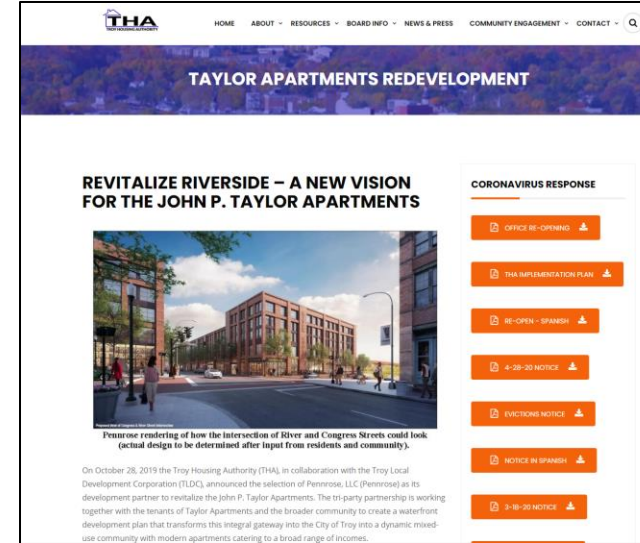 THA
TROY HOUSING AUTHORITY
HOME ABOUT RESOURCES BOARD INFO NEWS & PRESS COMMUNITY ENGAGEMENT CONTACT
TAYLOR APARTMENTS REDEVELOPMENT
REVITALIZE RIVERSIDE – A NEW VISION
FOR THE JOHN P. TAYLOR APARTMENTS
Pennrose rendering of how the intersection of River and Congress Streets could look
(actual design to be determined after input from residents and community).
On October 28, 2019 the Troy Housing Authority (THA), in collaboration with the Troy Local
Development Corporation (TLDC), announced the selection of Pennrose, LLC (Pennrose) as its
development partner to revitalize the John P. Taylor Apartments. The tri-party partnership is working
together with the tenants of Taylor Apartments and the broader community to create a waterfront
development plan that transforms this integral gateway into the City of Troy into a dynamic mixed-
use community with modern apartments catering to a broad range of incomes.
CORONAVIRUS RESPONSE
OFFICE RE-OPENING
THA IMPLEMENTATION PLAN
RE-OPEN - SPANISH
4-28-20 NOTICE
EVICTIONS NOTICE
NOTICE IN SPANISH
3-18-20 NOTICE